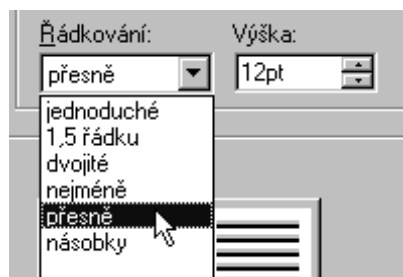 Řádkování: Výška:
přesně 12pt
jednoduché
1,5 řádku
dvojité
nejméně
přesně
násobky